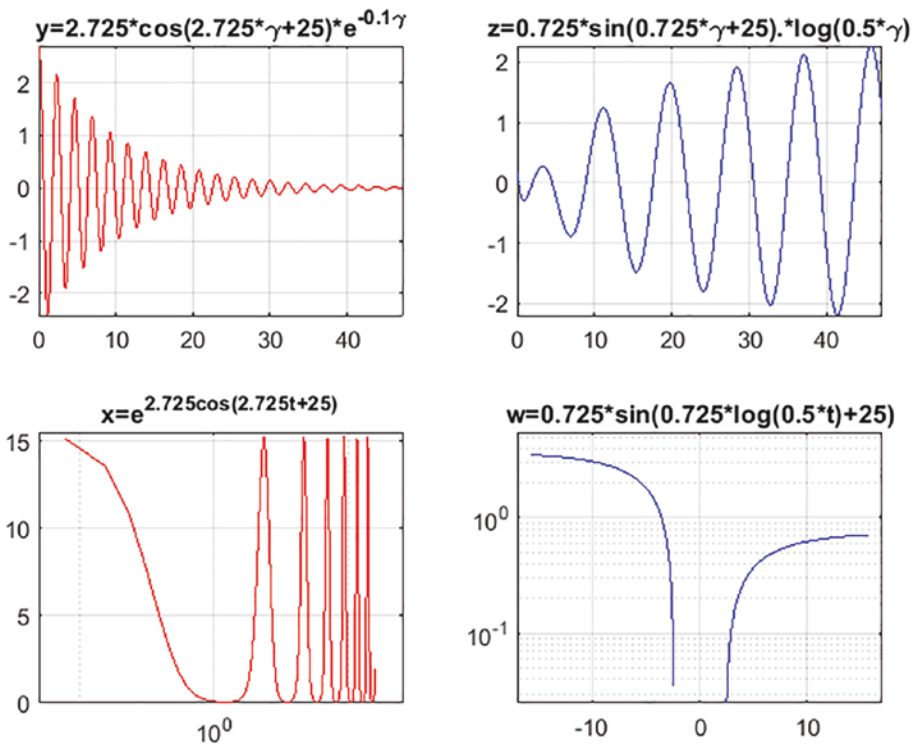 y=2.725*cos(2.725*γ+25)*e^-0.1γ
2
1
0
-1
-2
0 10 20 30 40
z=0.725*sin(0.725*γ+25).*log(0.5*γ)
2
1
0
-1
-2
0 10 20 30 40
x=e^2.725cos(2.725t+25)
15
10
5
0
10^0
w=0.725*sin(0.725*log(0.5*t)+25)
10^0
10^-1
-10 0 10